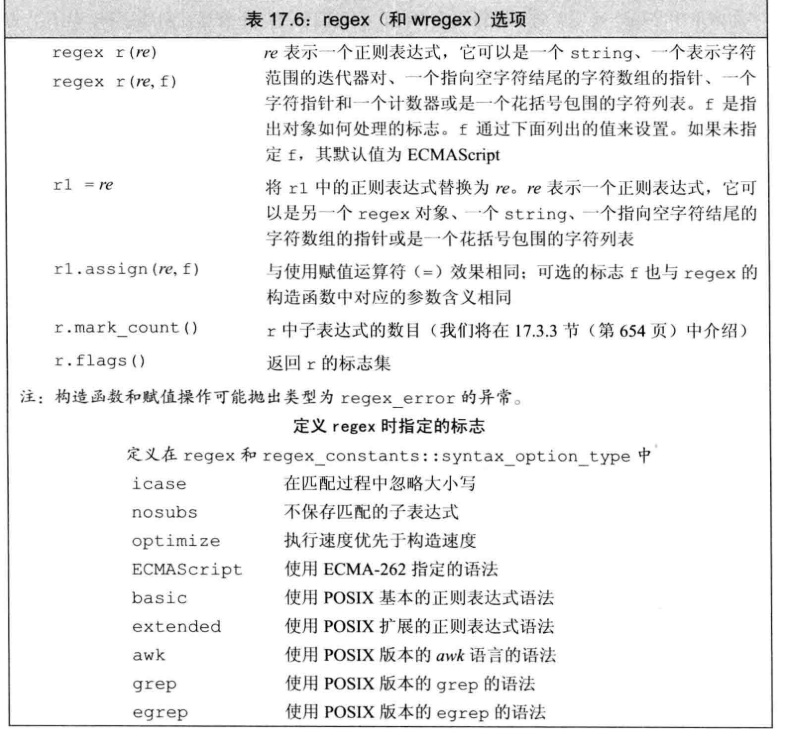 表 17.6：regex（和 wregex）选项
regex r(re) re 表示一个正则表达式，它可以是一个 string、一个表示字符
regex r(re, f) 范围的迭代器对、一个指向空字符结尾的字符数组的指针、一个
字符指针和一个计数器或是一个花括号包围的字符列表。f 是指
出对象如何处理的标志。f 通过下面列出的值来设置。如果未指
定 f，其默认值为 ECMAScript
r1 = re 将 r1 中的正则表达式替换为 re。re 表示一个正则表达式，它可
以是另一个 regex 对象、一个 string、一个指向空字符结尾的
字符数组的指针或是一个花括号包围的字符列表
r1.assign(re, f) 与使用赋值运算符（=）效果相同；可选的标志 f 也与 regex 的
构造函数中对应的参数含义相同
r.mark_count() r 中子表达式的数目（我们将在 17.3.3 节（第 654 页）中介绍）
r.flags() 返回 r 的标志集
注：构造函数和赋值操作可能抛出类型为 regex_error 的异常。
定义 regex 时指定的标志
定义在 regex 和 regex_constants::syntax_option_type 中
icase 在匹配过程中忽略大小写
nosubs 不保存匹配的子表达式
optimize 执行速度优先于构造速度
ECMAScript 使用 ECMA-262 指定的语法
basic 使用 POSIX 基本的正则表达式语法
extended 使用 POSIX 扩展的正则表达式语法
awk 使用 POSIX 版本的 awk 语言的语法
grep 使用 POSIX 版本的 grep 的语法
egrep 使用 POSIX 版本的 egrep 的语法